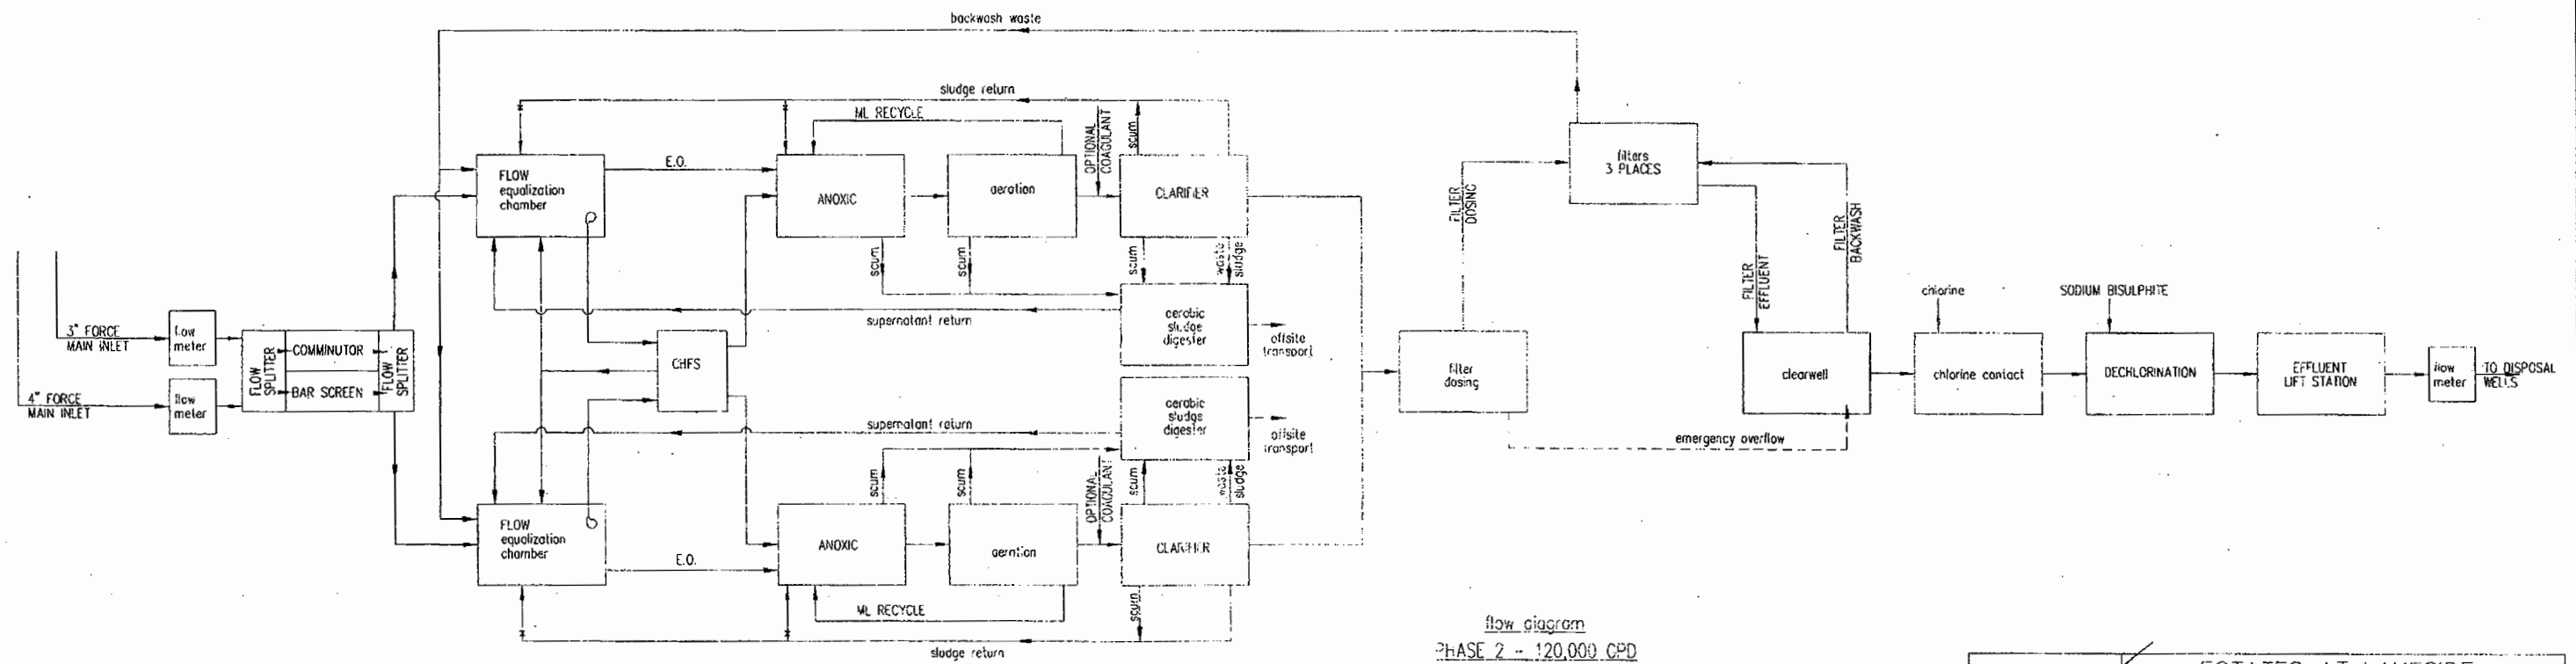 backwash waste
sludge return
ML RECYCLE
OPTIONAL
COAGULANT
scum
FLOW
equalization
chamber
E.O.
ANOXIC
aeration
CLARIFIER
scum
scum
scum
waste
sludge
3" FORCE
MAIN INLET
flow
meter
4" FORCE
MAIN INLET
flow
meter
FLOW
SPLITTER
COMMINUTOR
BAR SCREEN
FLOW
SPLITTER
supernatant return
CHFS
aerobic
sludge
digester
offsite
transport
aerobic
sludge
digester
offsite
transport
supernatant return
scum
scum
OPTIONAL
COAGULANT
scum
waste
sludge
FLOW
equalization
chamber
E.O.
ANOXIC
aeration
CLARIFIER
ML RECYCLE
scum
sludge return
filter
dosing
FILTER
DOSING
filters
3 PLACES
FILTER
EFFLUENT
FILTER
BACKWASH
clearwell
emergency overflow
chlorine
chlorine contact
SODIUM BISULPHITE
DECHLORINATION
EFFLUENT
LIFT STATION
flow
meter
TO DISPOSAL
WELLS
flow diagram
PHASE 2 - 120,000 GPD
ESTATES AT LAKESIDE